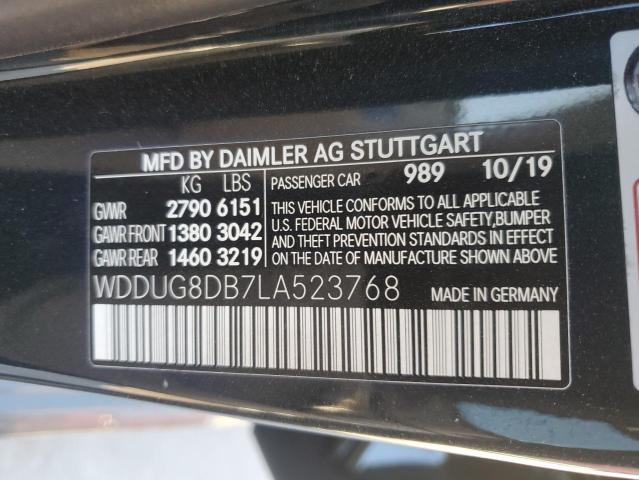 MFD BY DAIMLER AG STUTTGART
KG LBS
GVWR 2790 6151
GAWR FRONT 1380 3042
GAWR REAR 1460 3219
PASSENGER CAR 989 10/19
THIS VEHICLE CONFORMS TO ALL APPLICABLE
U.S. FEDERAL MOTOR VEHICLE SAFETY,BUMPER
AND THEFT PREVENTION STANDARDS IN EFFECT
ON THE DATE OF MANUFACTURE SHOWN ABOVE
WDDUG8DB7LA523768
MADE IN GERMANY